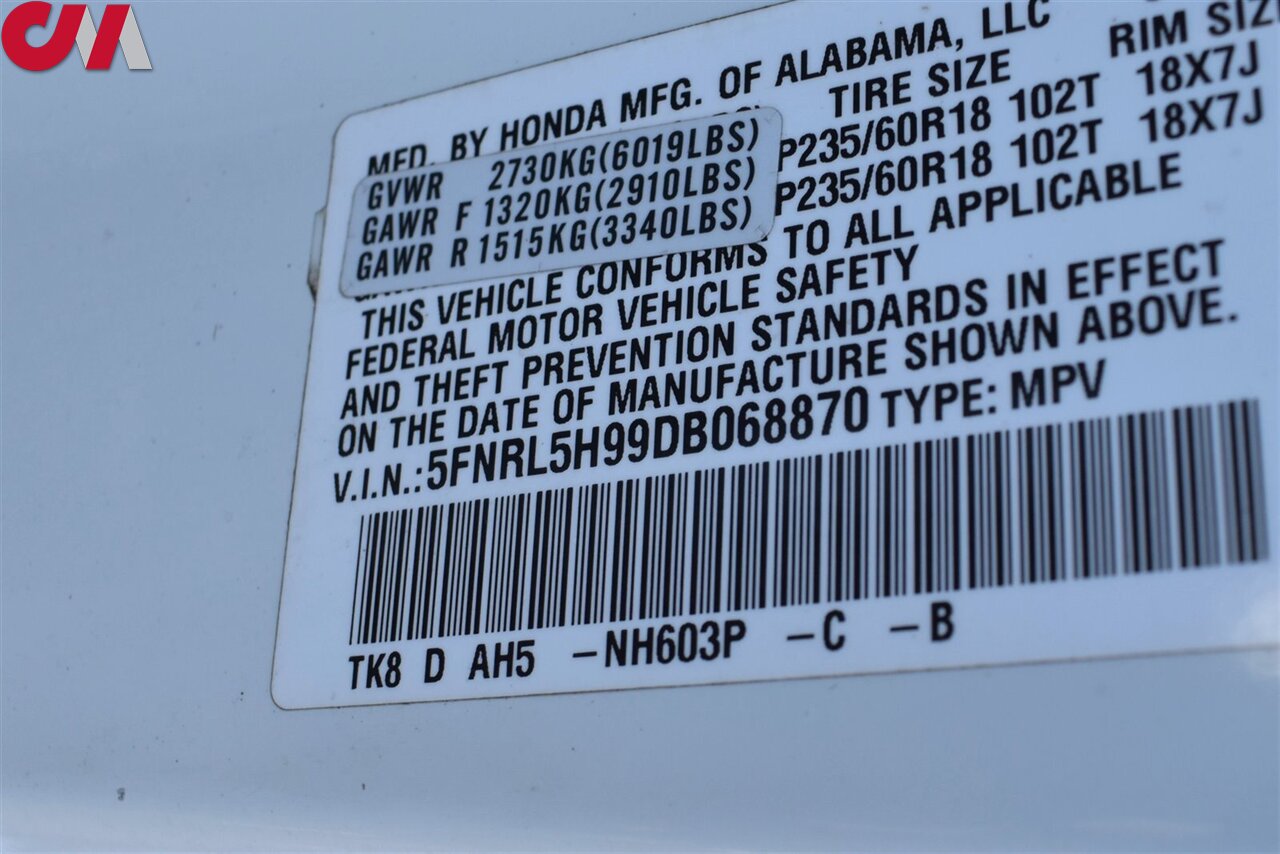 MFD. BY HONDA MFG. OF ALABAMA, LLC
TIRE SIZE RIM SIZ
GVWR 2730KG(6019LBS) P235/60R18 102T 18X7J
GAWR F 1320KG(2910LBS) P235/60R18 102T 18X7J
GAWR R 1515KG(3340LBS)
THIS VEHICLE CONFORMS TO ALL APPLICABLE
FEDERAL MOTOR VEHICLE SAFETY
AND THEFT PREVENTION STANDARDS IN EFFECT
ON THE DATE OF MANUFACTURE SHOWN ABOVE.
V.I.N.:5FNRL5H99DB068870 TYPE: MPV
TK8 D AH5 -NH603P -C -B